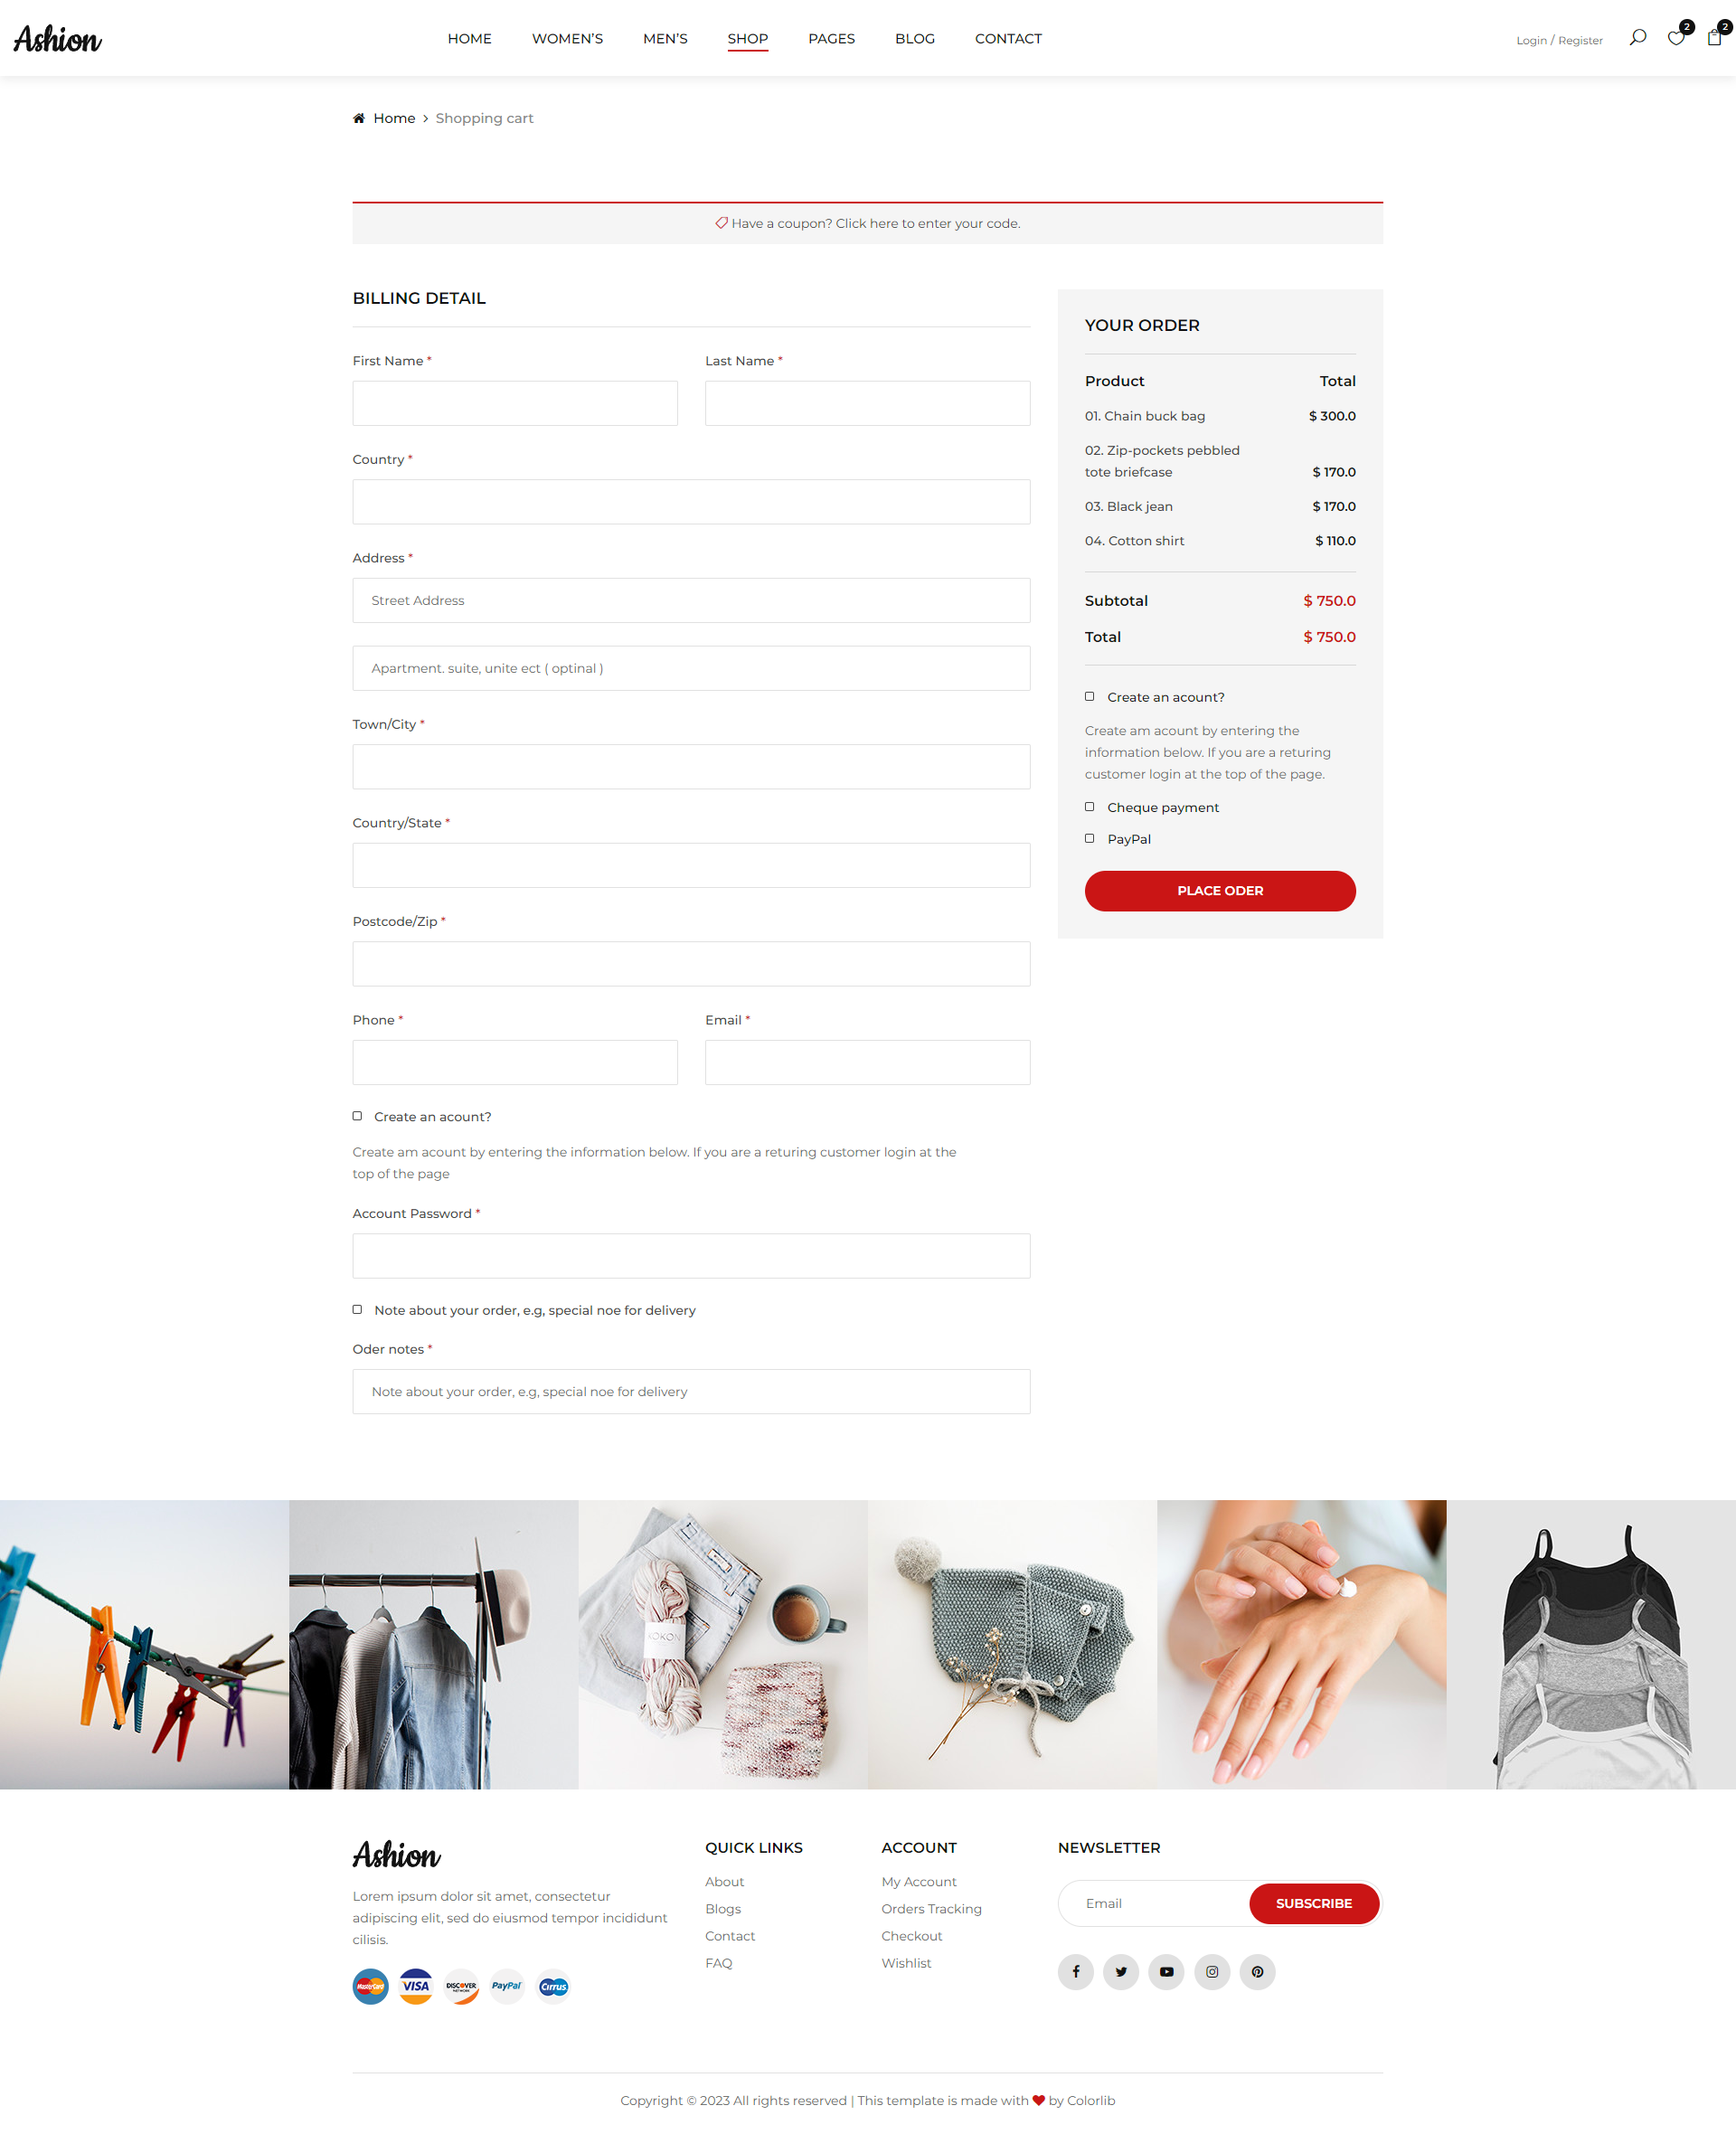 Ashion
HOME WOMEN'S MEN'S SHOP PAGES BLOG CONTACT
Login / Register
2
2
Home > Shopping cart
Have a coupon? Click here to enter your code.
BILLING DETAIL
First Name *
Last Name *
Country *
Address *
Street Address
Apartment. suite, unite ect ( optinal )
Town/City *
Country/State *
Postcode/Zip *
Phone *
Email *
Create an acount?
Create am acount by entering the information below. If you are a returing customer login at the
top of the page
Account Password *
Note about your order, e.g, special noe for delivery
Oder notes *
Note about your order, e.g, special noe for delivery
YOUR ORDER
Product Total
01. Chain buck bag $ 300.0
02. Zip-pockets pebbled
tote briefcase $ 170.0
03. Black jean $ 170.0
04. Cotton shirt $ 110.0
Subtotal $ 750.0
Total $ 750.0
Create an acount?
Create am acount by entering the
information below. If you are a returing
customer login at the top of the page.
Cheque payment
PayPal
PLACE ODER
KOKON
Ashion
Lorem ipsum dolor sit amet, consectetur
adipiscing elit, sed do eiusmod tempor incididunt
cilisis.
MasterCard VISA DISCOVER NETWORK PayPal Cirrus
QUICK LINKS
About
Blogs
Contact
FAQ
ACCOUNT
My Account
Orders Tracking
Checkout
Wishlist
NEWSLETTER
Email SUBSCRIBE
Copyright © 2023 All rights reserved | This template is made with ♥ by Colorlib